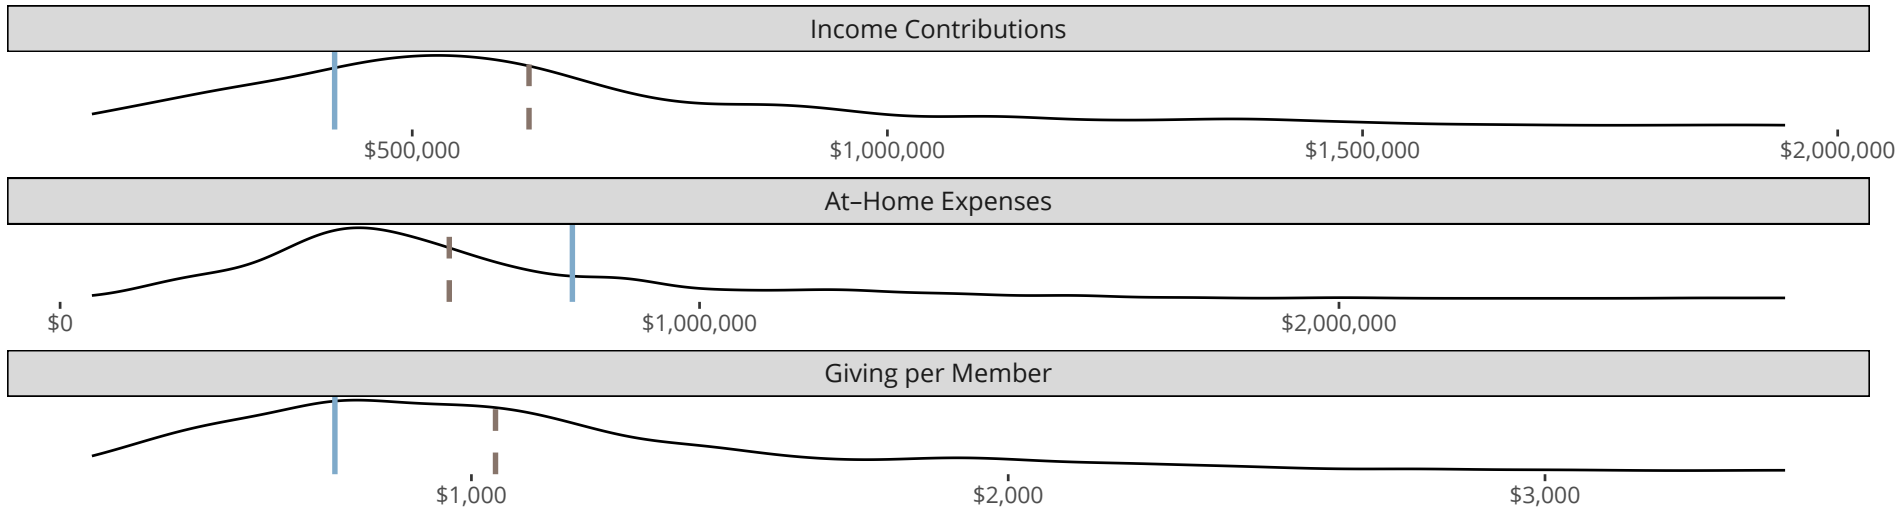 Income Contributions
$500,000 $1,000,000 $1,500,000 $2,000,000
At–Home Expenses
$0 $1,000,000 $2,000,000
Giving per Member
$1,000 $2,000 $3,000